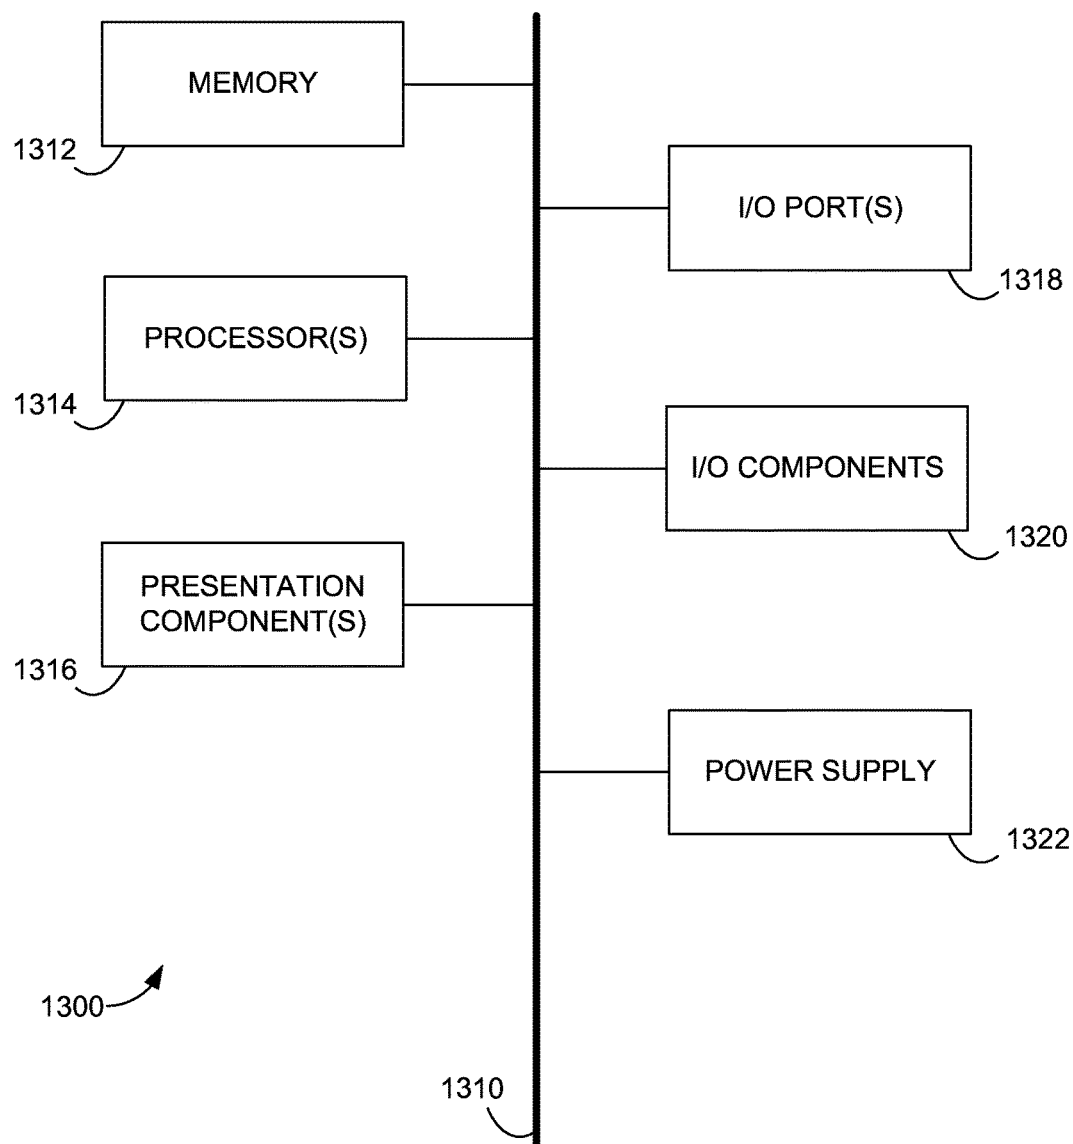 MEMORY
1312
I/O PORT(S)
1318
PROCESSOR(S)
1314
I/O COMPONENTS
1320
PRESENTATION
COMPONENT(S)
1316
POWER SUPPLY
1322
1300
1310